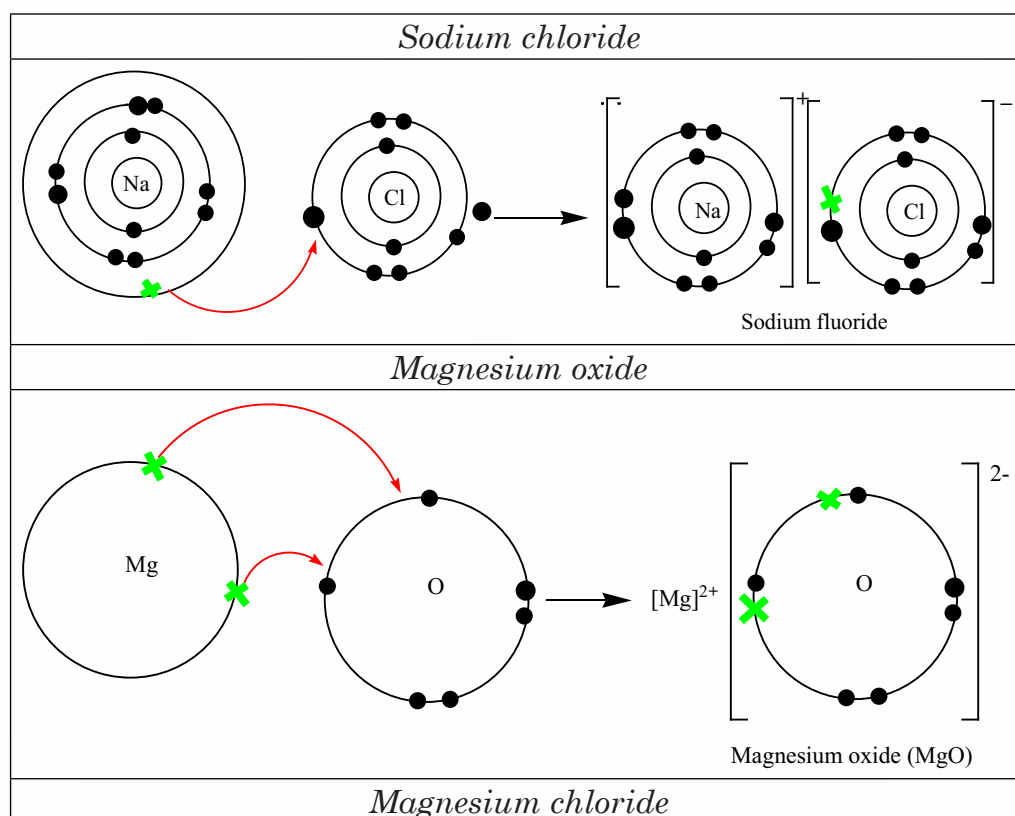 Sodium chloride
Na
Cl
Na
+
Cl
–
Sodium fluoride
Magnesium oxide
Mg
O
[Mg]2+
O
2-
Magnesium oxide (MgO)
Magnesium chloride